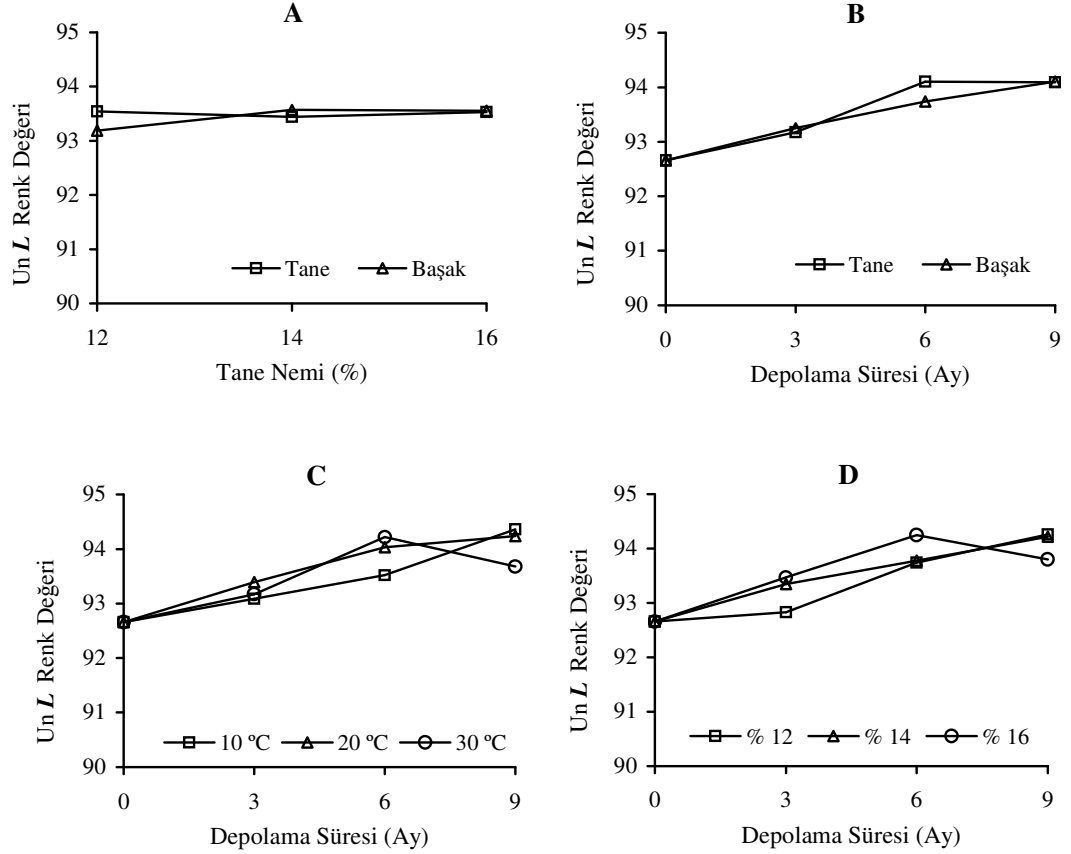 A
95
94
93
92
91
90
Un L Renk Değeri
Tane Başak
12 14 16
Tane Nemi (%)
B
95
94
93
92
91
90
Un L Renk Değeri
Tane Başak
0 3 6 9
Depolama Süresi (Ay)
C
95
94
93
92
91
90
Un L Renk Değeri
10 ºC 20 ºC 30 ºC
0 3 6 9
Depolama Süresi (Ay)
D
95
94
93
92
91
90
Un L Renk Değeri
% 12 % 14 % 16
0 3 6 9
Depolama Süresi (Ay)